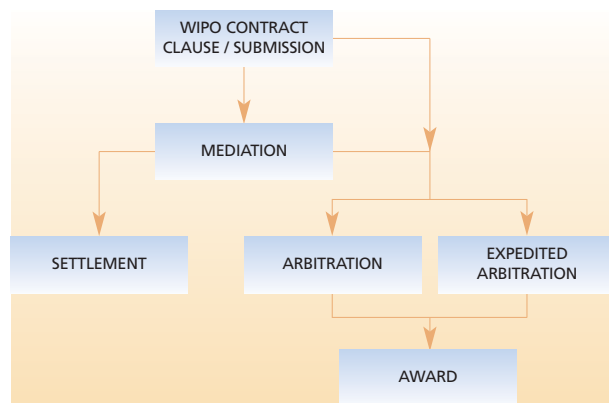 WIPO CONTRACT
CLAUSE / SUBMISSION
MEDIATION
SETTLEMENT
ARBITRATION
EXPEDITED
ARBITRATION
AWARD